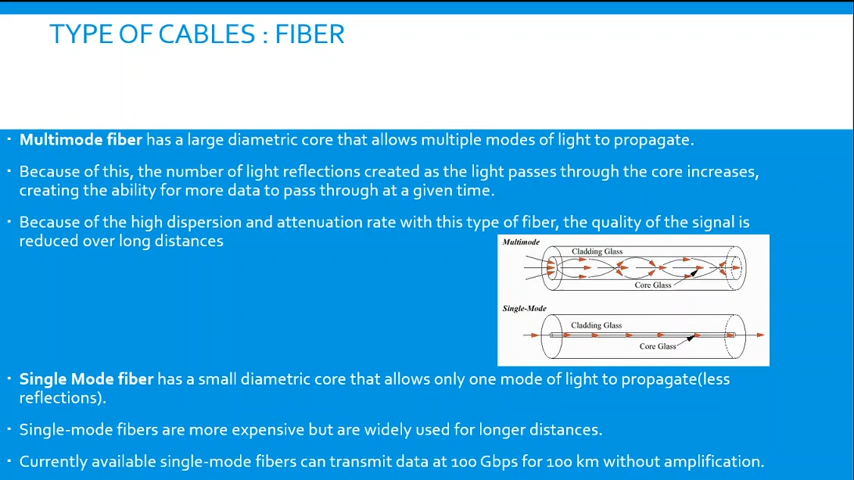 TYPE OF CABLES : FIBER
· Multimode fiber has a large diametric core that allows multiple modes of light to propagate.
· Because of this, the number of light reflections created as the light passes through the core increases,
creating the ability for more data to pass through at a given time.
· Because of the high dispersion and attenuation rate with this type of fiber, the quality of the signal is
reduced over long distances
Multimode
Cladding Glass
Core Glass
Single-Mode
Cladding Glass
Core Glass
· Single Mode fiber has a small diametric core that allows only one mode of light to propagate(less
reflections).
· Single-mode fibers are more expensive but are widely used for longer distances.
· Currently available single-mode fibers can transmit data at 100 Gbps for 100 km without amplification.